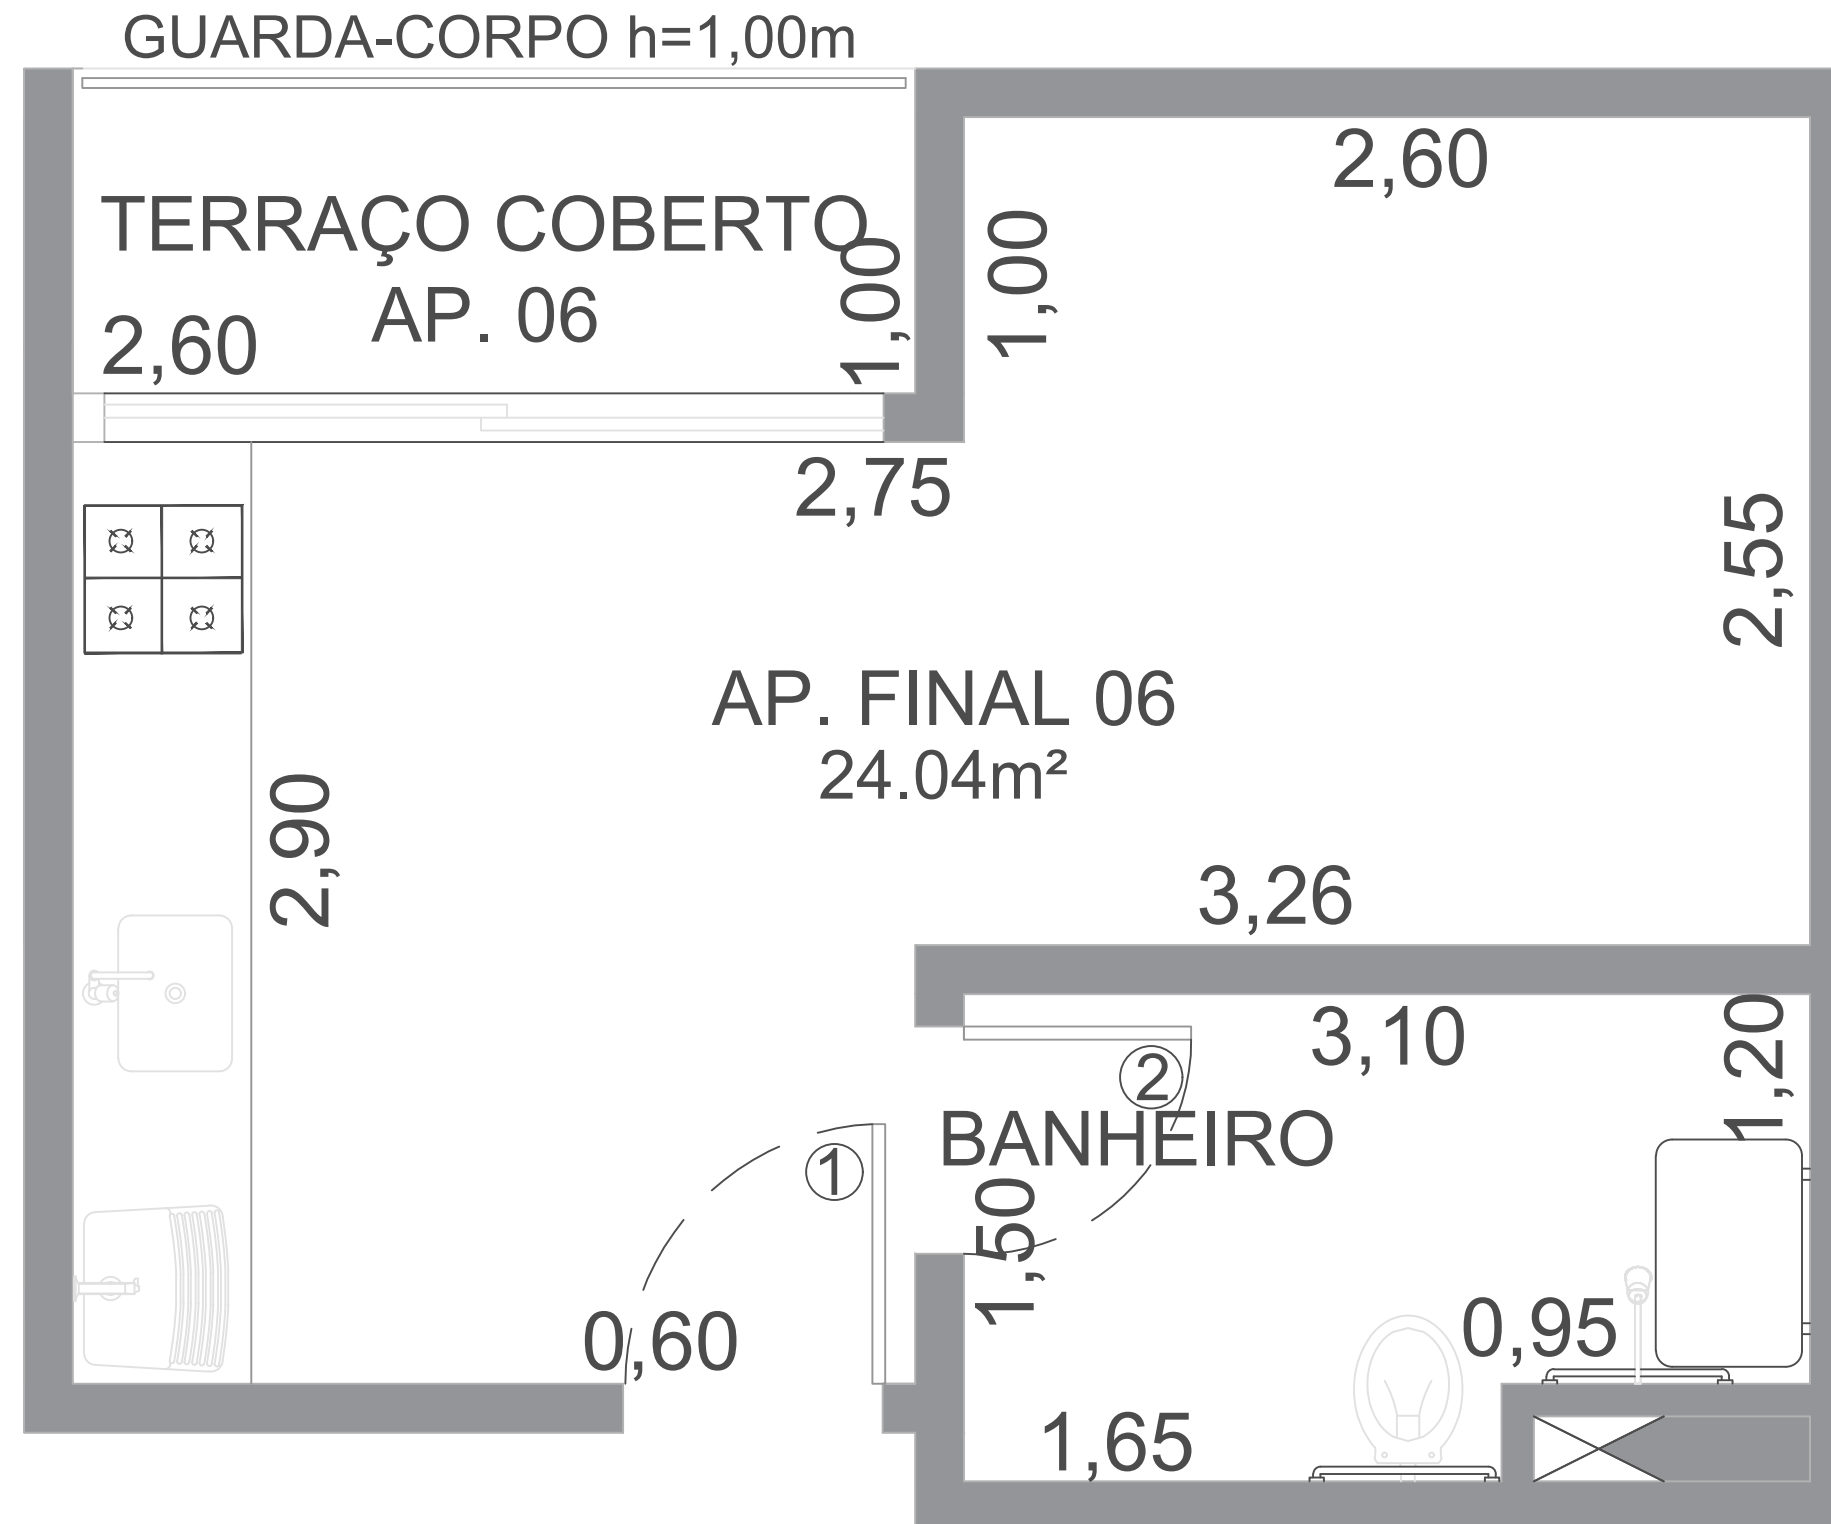 GUARDA-CORPO h=1,00m
2,60
TERRAÇO COBERTO
AP. 06
1,00
1,00
2,60
2,75
2,55
AP. FINAL 06
24.04m²
2,90
3,26
3,10
1,20
2
BANHEIRO
1
1,50
0,60
0,95
1,65